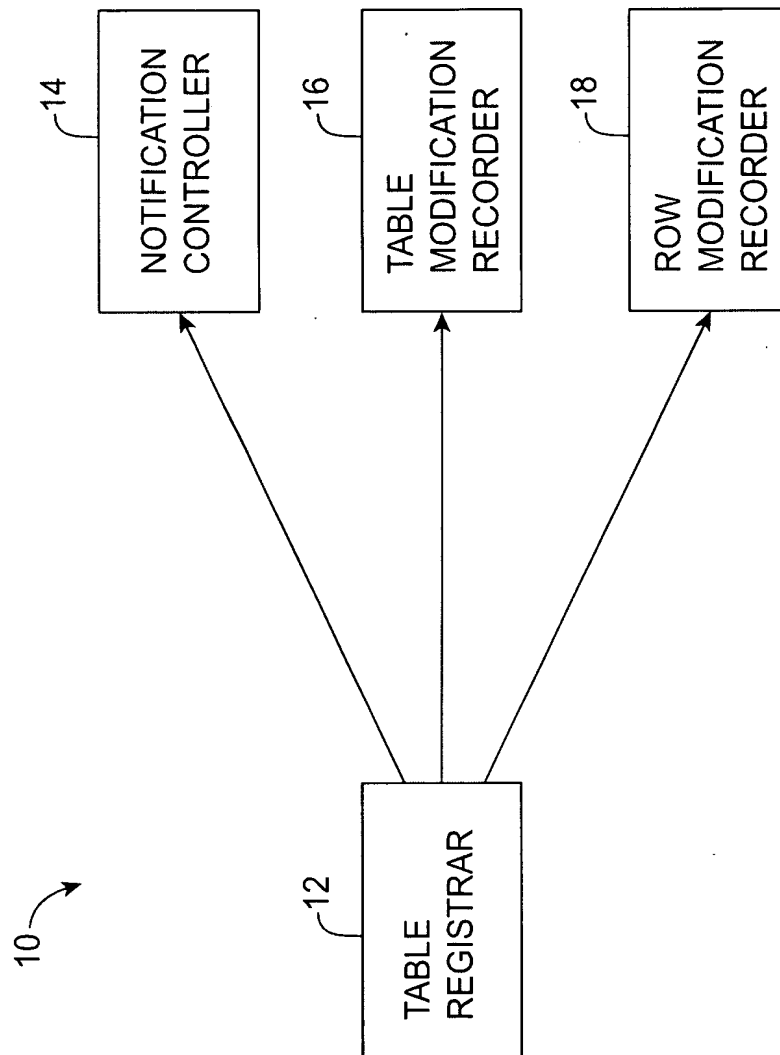 10
12
TABLE
REGISTRAR
14
NOTIFICATION
CONTROLLER
16
TABLE
MODIFICATION
RECORDER
18
ROW
MODIFICATION
RECORDER